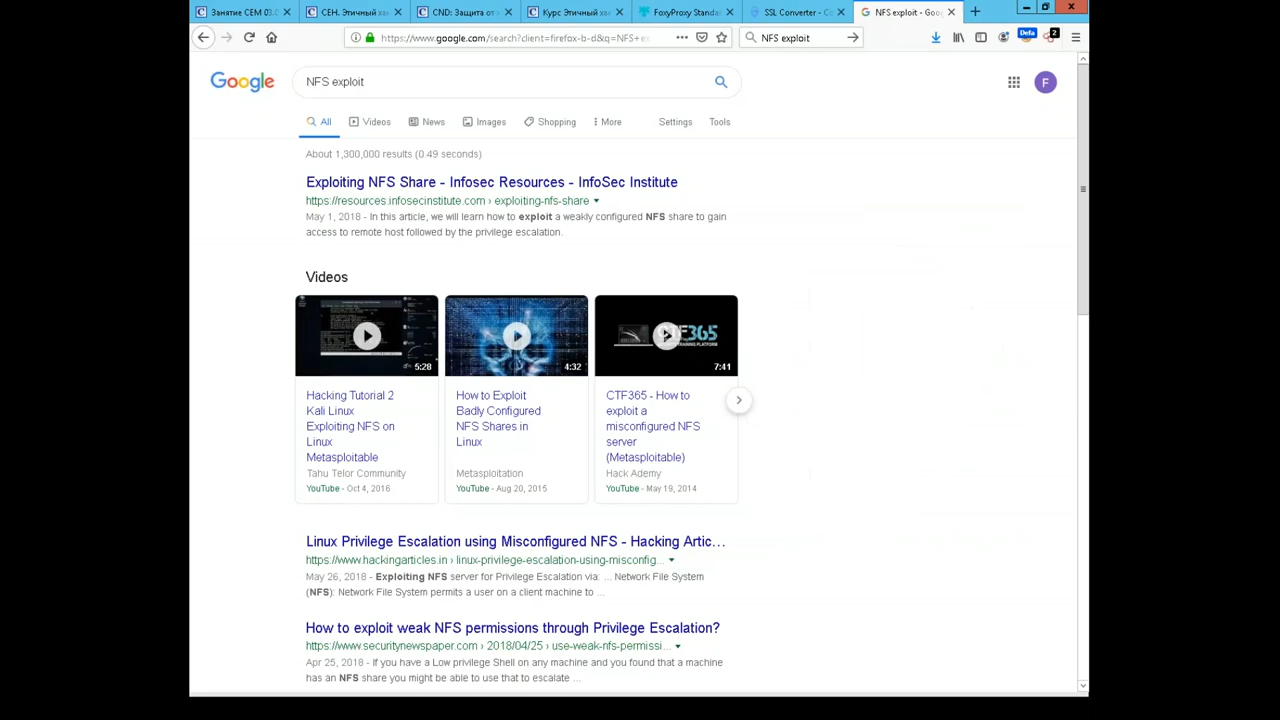 Занятие CEM 03.0
CEH. Этичный хак
CND: Защита от х
Курс Этичный хак
FoxyProxy Standa
SSL Converter - Co
NFS exploit - Goo
https://www.google.com/search?client=firefox-b-d&q=NFS+ex
NFS exploit
Defa
2
Google
NFS exploit
F
All
Videos
News
Images
Shopping
More
Settings
Tools
About 1,300,000 results (0.49 seconds)
Exploiting NFS Share - Infosec Resources - InfoSec Institute
https://resources.infosecinstitute.com › exploiting-nfs-share
May 1, 2018 - In this article, we will learn how to exploit a weakly configured NFS share to gain
access to remote host followed by the privilege escalation.
Videos
5:28
4:32
CTF365
7:41
Hacking Tutorial 2
Kali Linux
Exploiting NFS on
Linux
Metasploitable
Tahu Telor Community
YouTube - Oct 4, 2016
How to Exploit
Badly Configured
NFS Shares in
Linux
Metasploitation
YouTube - Aug 20, 2015
CTF365 - How to
exploit a
misconfigured NFS
server
(Metasploitable)
Hack Ademy
YouTube - May 19, 2014
Linux Privilege Escalation using Misconfigured NFS - Hacking Artic...
https://www.hackingarticles.in › linux-privilege-escalation-using-misconfig...
May 26, 2018 - Exploiting NFS server for Privilege Escalation via: ... Network File System
(NFS): Network File System permits a user on a client machine to ...
How to exploit weak NFS permissions through Privilege Escalation?
https://www.securitynewspaper.com › 2018/04/25 › use-weak-nfs-permissi...
Apr 25, 2018 - If you have a Low privilege Shell on any machine and you found that a machine
has an NFS share you might be able to use that to escalate ...